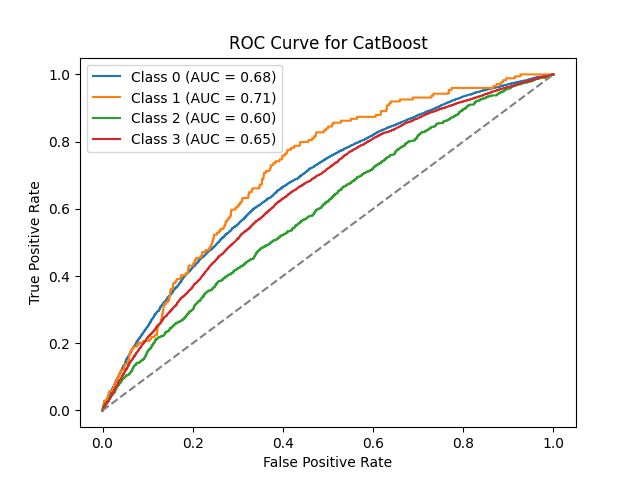 ROC Curve for CatBoost
Class 0 (AUC = 0.68)
Class 1 (AUC = 0.71)
Class 2 (AUC = 0.60)
Class 3 (AUC = 0.65)
True Positive Rate
1.0
0.8
0.6
0.4
0.2
0.0
0.0 0.2 0.4 0.6 0.8 1.0
False Positive Rate